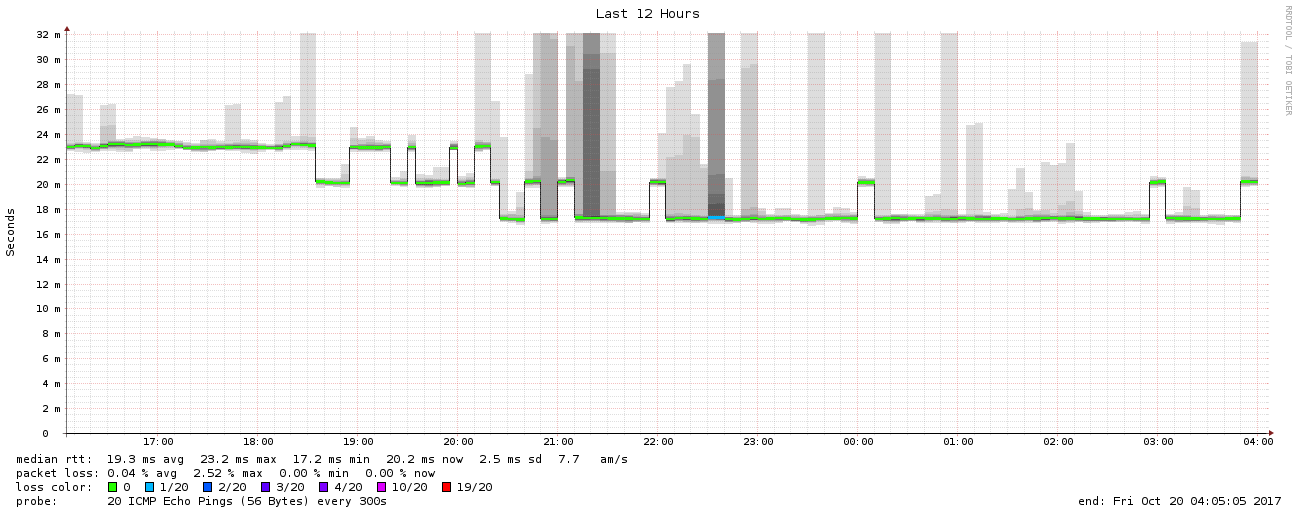 Last 12 Hours
RRDTOOL / TOBI OETIKER
Seconds
32 m
30 m
28 m
26 m
24 m
22 m
20 m
18 m
16 m
14 m
12 m
10 m
8 m
6 m
4 m
2 m
0
17:00 18:00 19:00 20:00 21:00 22:00 23:00 00:00 01:00 02:00 03:00 04:00
median rtt: 19.3 ms avg 23.2 ms max 17.2 ms min 20.2 ms now 2.5 ms sd 7.7 am/s
packet loss: 0.04 % avg 2.52 % max 0.00 % min 0.00 % now
loss color: 0 1/20 2/20 3/20 4/20 10/20 19/20
probe: 20 ICMP Echo Pings (56 Bytes) every 300s end: Fri Oct 20 04:05:05 2017